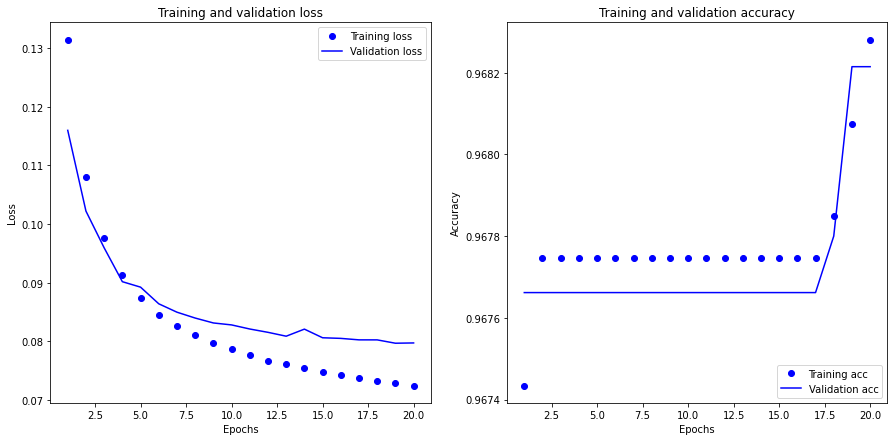 Training and validation loss
Training loss
Validation loss
0.13
0.12
0.11
0.10
0.09
0.08
0.07
Loss
2.5 5.0 7.5 10.0 12.5 15.0 17.5 20.0
Epochs
Training and validation accuracy
0.9682
0.9680
0.9678
0.9676
0.9674
Accuracy
Training acc
Validation acc
2.5 5.0 7.5 10.0 12.5 15.0 17.5 20.0
Epochs